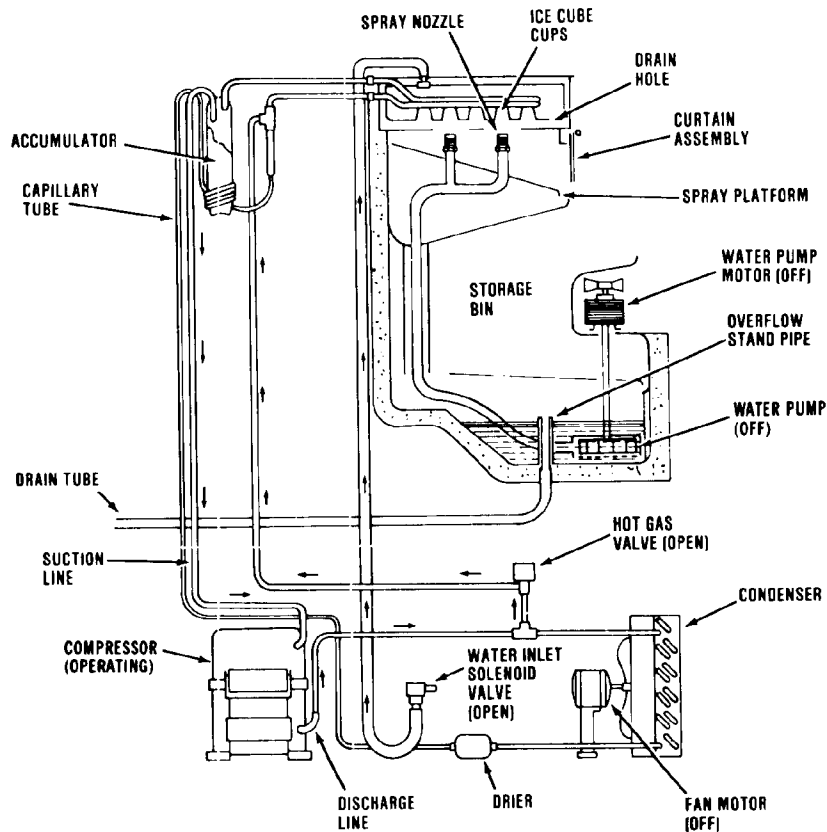 SPRAY NOZZLE
ICE CUBE
CUPS
DRAIN
HOLE
CURTAIN
ASSEMBLY
ACCUMULATOR
CAPILLARY
TUBE
SPRAY PLATFORM
WATER PUMP
MOTOR (OFF)
STORAGE
BIN
OVERFLOW
STAND PIPE
WATER PUMP
(OFF)
DRAIN TUBE
HOT GAS
VALVE (OPEN)
SUCTION
LINE
CONDENSER
COMPRESSOR
(OPERATING)
WATER INLET
SOLENOID
VALVE
(OPEN)
DISCHARGE
LINE
DRIER
FAN MOTOR
(OFF)